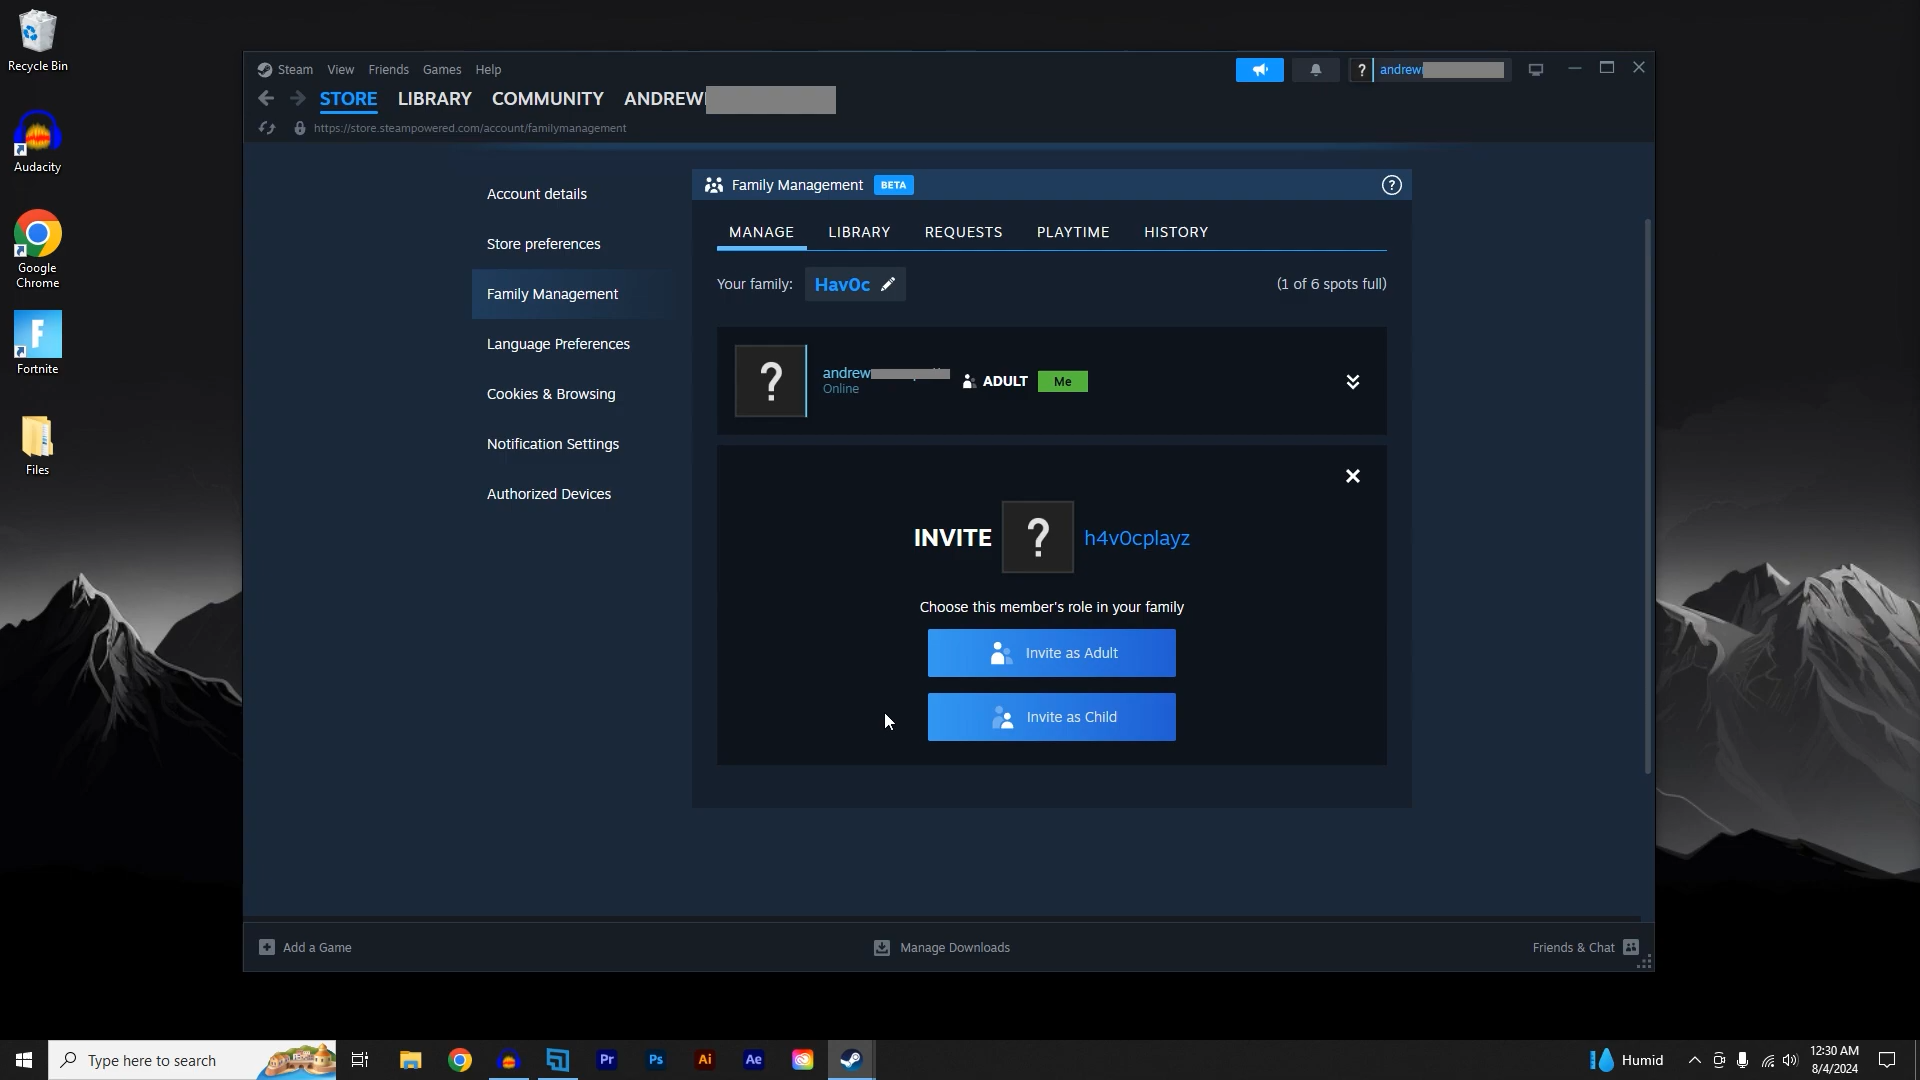 Recycle Bin
Audacity
Google
Chrome
Fortnite
Files
Steam View Friends Games Help
andrew
STORE LIBRARY COMMUNITY ANDREW
https://store.steampowered.com/account/familymanagement
Account details
Store preferences
Family Management
Language Preferences
Cookies & Browsing
Notification Settings
Authorized Devices
Family Management BETA ?
MANAGE LIBRARY REQUESTS PLAYTIME HISTORY
Your family: Hav0c (1 of 6 spots full)
? andrew ADULT Me
Online
INVITE ? h4v0cplayz
Choose this member's role in your family
Invite as Adult
Invite as Child
Add a Game Manage Downloads Friends & Chat
Type here to search Pr Ps Ai Ae Humid 12:30 AM
8/4/2024